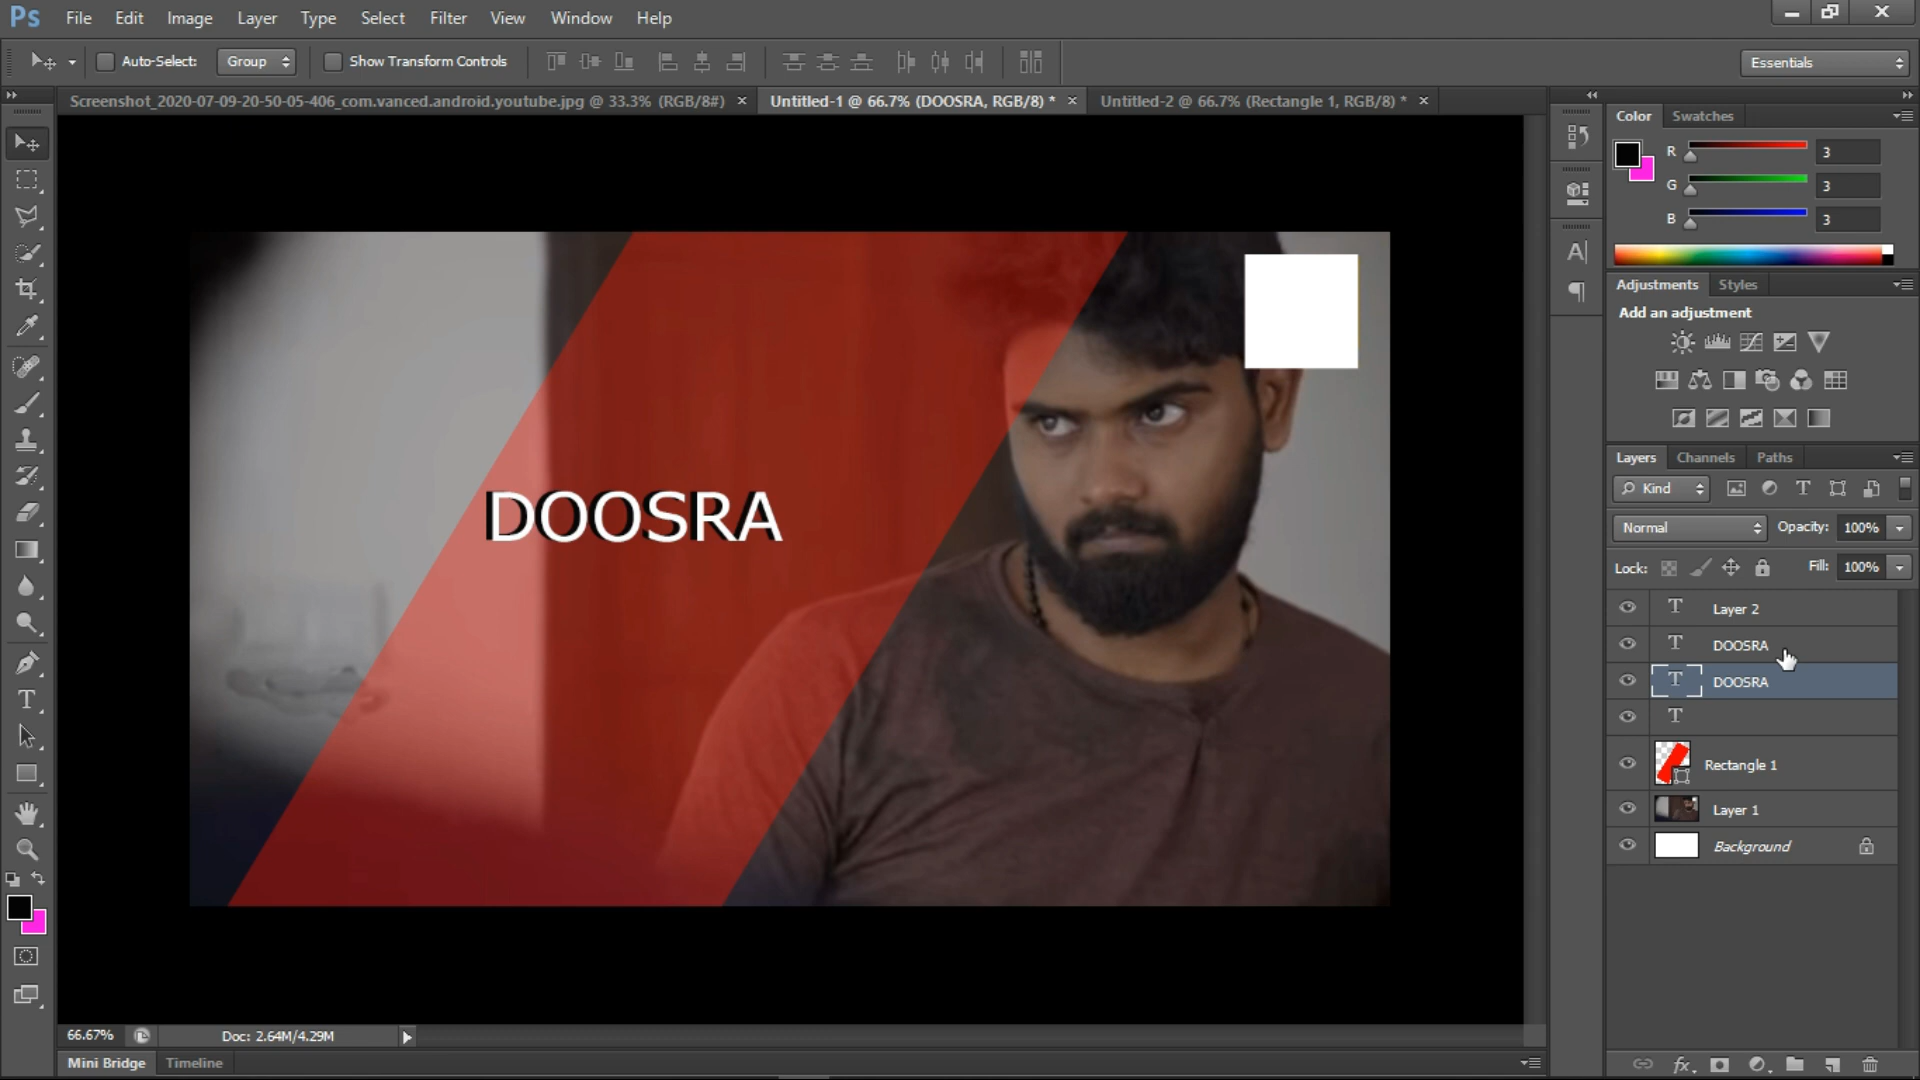 Ps File Edit Image Layer Type Select Filter View Window Help
Auto-Select: Group Show Transform Controls Essentials
Screenshot_2020-07-09-20-50-05-406_com.vanced.android.youtube.jpg @ 33.3% (RGB/8#) × Untitled-1 @ 66.7% (DOOSRA, RGB/8) * × Untitled-2 @ 66.7% (Rectangle 1, RGB/8) * ×
Color Swatches
R 3
G 3
B 3
Adjustments Styles
Add an adjustment
Layers Channels Paths
Kind
Normal Opacity: 100%
Lock: Fill: 100%
Layer 2
DOOSRA
DOOSRA
Rectangle 1
Layer 1
Background
DOOSRA
66.67% Doc: 2.64M/4.29M
Mini Bridge Timeline